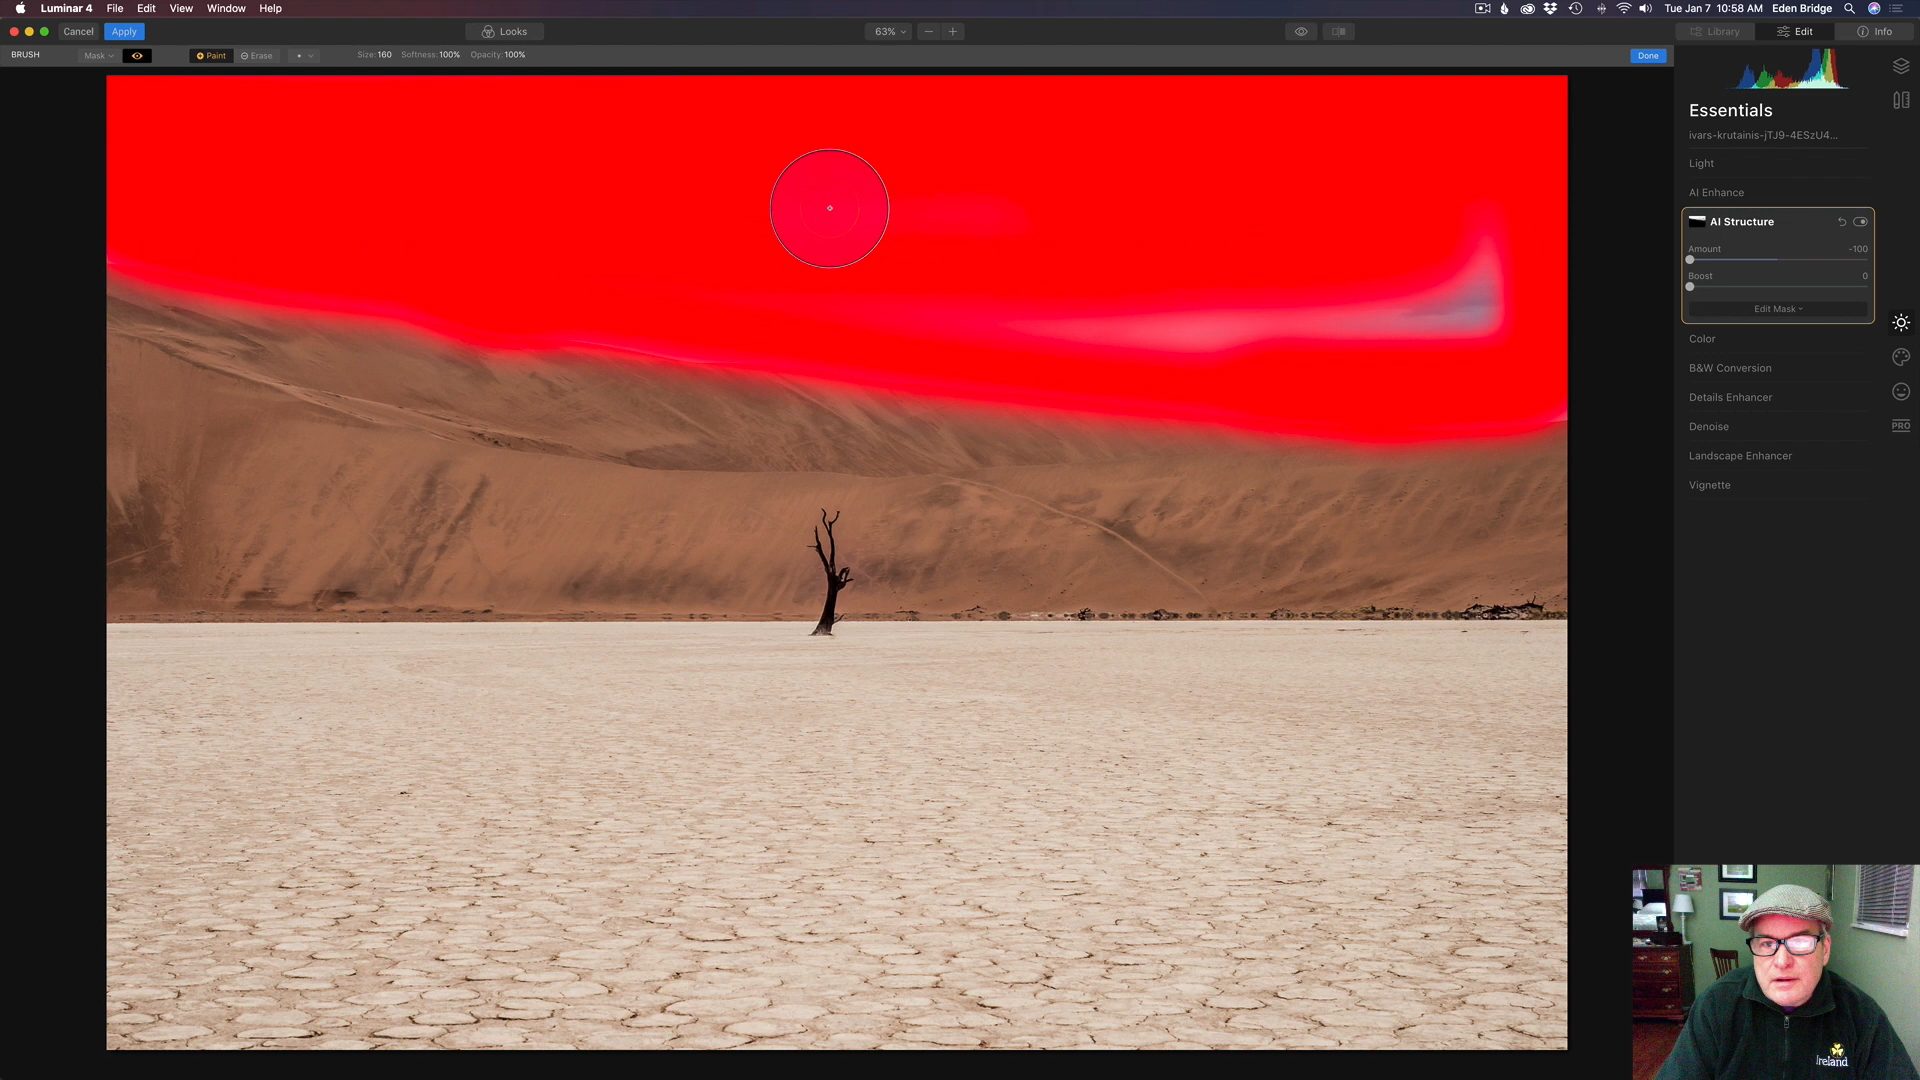 Luminar 4 File Edit View Window Help Tue Jan 7 10:58 AM Eden Bridge
Cancel Apply Looks 63% Library Edit Info
BRUSH Mask Paint Erase Size:160 Softness:100% Opacity:100% Done
Essentials
ivars-krutainis-jTJ9-4ESzU4...
Light
AI Enhance
AI Structure
Amount -100
Boost 0
Edit Mask
Color
B&W Conversion
Details Enhancer
PRO
Denoise
Landscape Enhancer
Vignette
Ireland